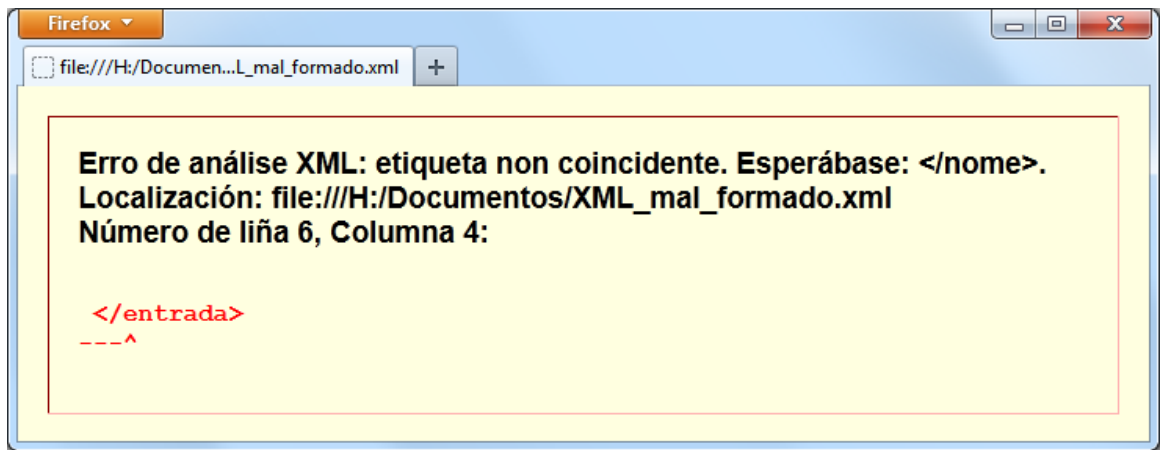 Firefox
file:///H:/Documen...L_mal_formado.xml
Erro de análise XML: etiqueta non coincidente. Esperábase: </nome>.
Localización: file:///H:/Documentos/XML_mal_formado.xml
Número de liña 6, Columna 4:
</entrada>
---^